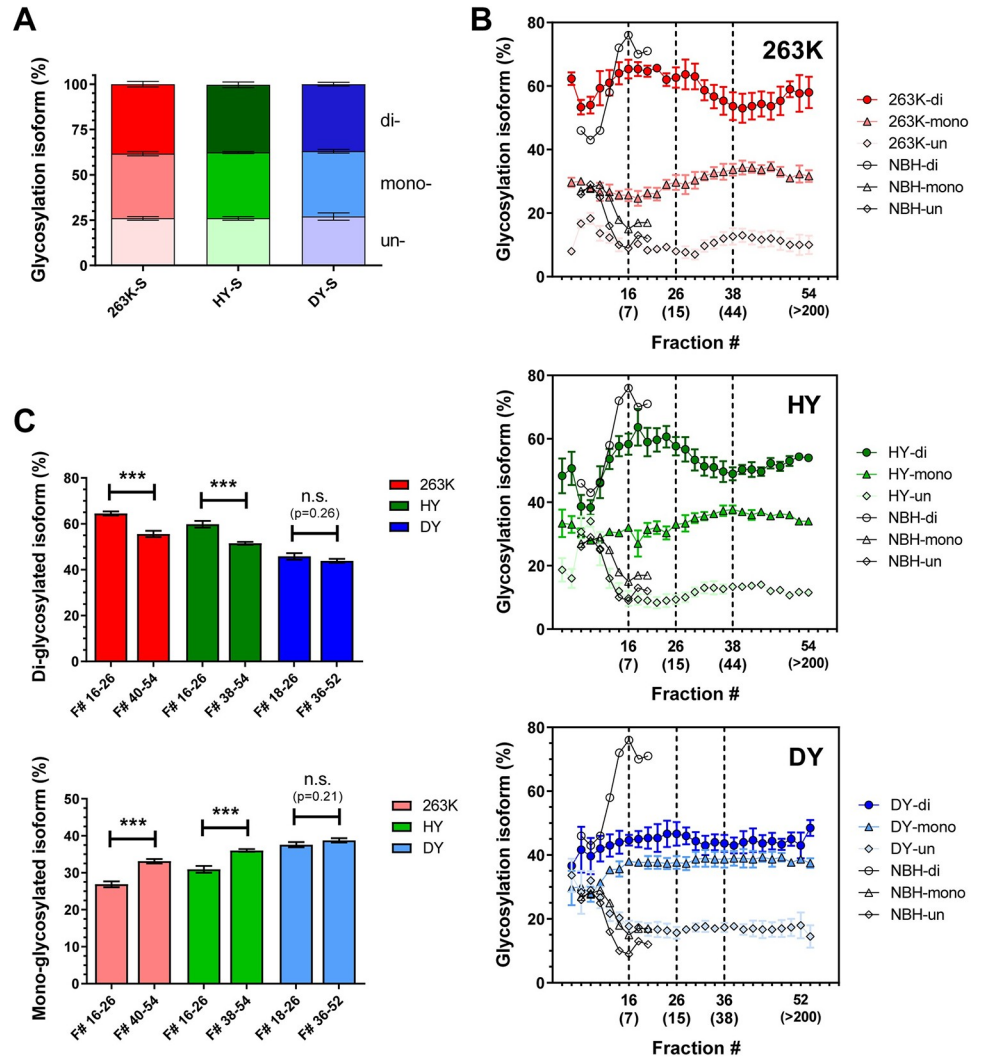 A
Glycosylation isoform (%)
100
75
50
25
0
di-
mono-
un-
263K-S
HY-S
DY-S
B
Glycosylation isoform (%)
80
60
40
20
0
263K
16
26
38
54
(7)
(15)
(44)
(>200)
Fraction #
263K-di
263K-mono
263K-un
NBH-di
NBH-mono
NBH-un
Glycosylation isoform (%)
80
60
40
20
0
HY
16
26
38
54
(7)
(15)
(44)
(>200)
Fraction #
HY-di
HY-mono
HY-un
NBH-di
NBH-mono
NBH-un
Glycosylation isoform (%)
80
60
40
20
0
DY
16
26
36
52
(7)
(15)
(38)
(>200)
Fraction #
DY-di
DY-mono
DY-un
NBH-di
NBH-mono
NBH-un
C
Di-glycosylated isoform (%)
80
60
40
20
0
***
***
n.s.
(p=0.26)
263K
HY
DY
F# 16-26
F# 40-54
F# 16-26
F# 38-54
F# 18-26
F# 36-52
Mono-glycosylated isoform (%)
50
40
30
20
10
0
***
***
n.s.
(p=0.21)
263K
HY
DY
F# 16-26
F# 40-54
F# 16-26
F# 38-54
F# 18-26
F# 36-52